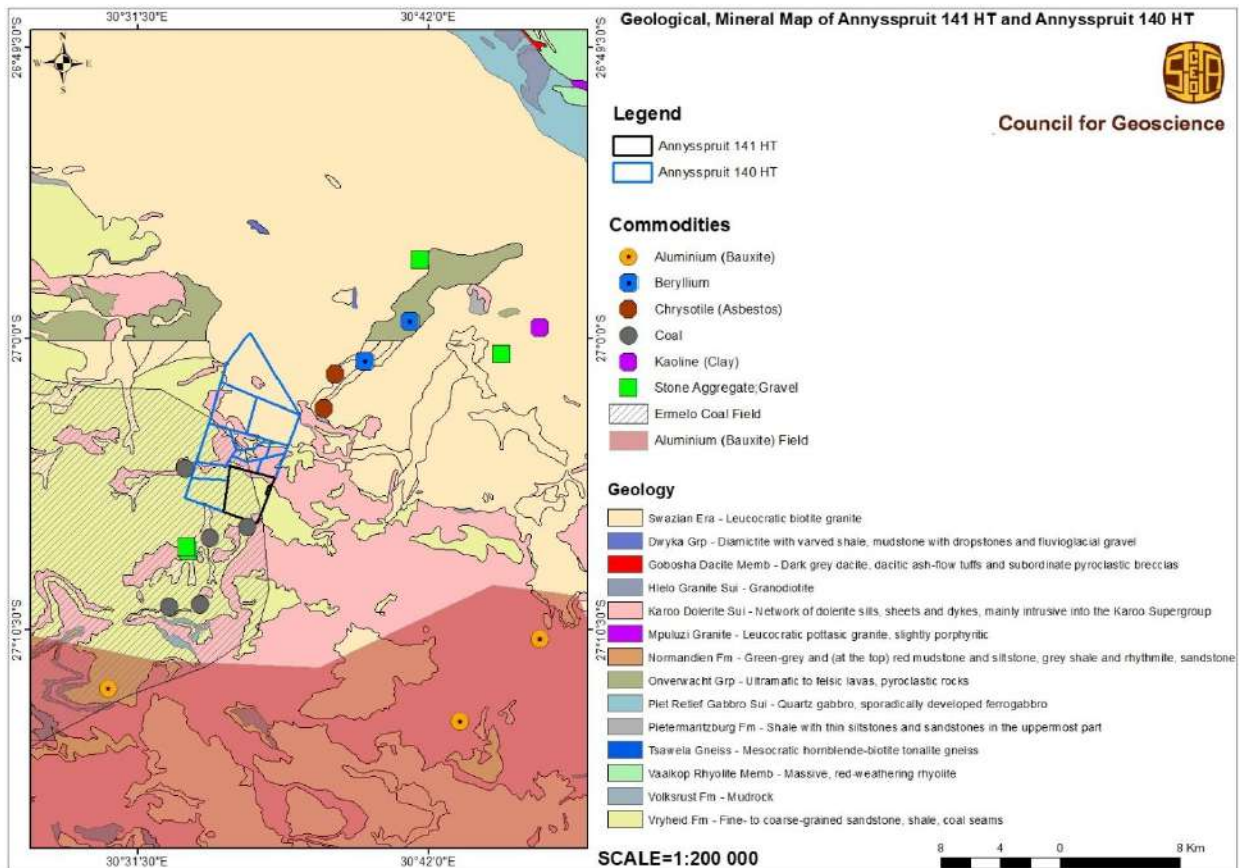 Geological, Mineral Map of Annysspruit 141 HT and Annysspruit 140 HT
30°31'30"E
30°42'0"E
26°49'30"S
26°49'30"S
N
W
E
S
Council for Geoscience
Legend
Annysspruit 141 HT
Annysspruit 140 HT
Commodities
Aluminium (Bauxite)
Beryllium
Chrysotile (Asbestos)
Coal
Kaoline (Clay)
Stone Aggregate;Gravel
Ermelo Coal Field
Aluminium (Bauxite) Field
27°0'0"S
27°0'0"S
Geology
Swazian Era - Leucocratic biotite granite
Dwyka Grp - Diamictite with varved shale, mudstone with dropstones and fluvioglacial gravel
Gobosha Dacite Memb - Dark grey dacite, dacitic ash-flow tuffs and subordinate pyroclastic breccias
Hlelo Granite Sui - Granodiotite
Karoo Dolerite Sui - Network of dolerite sills, sheets and dykes, mainly intrusive into the Karoo Supergroup
Mpuluzi Granite - Leucocratic pottasic granite, slightly porphyritic
Normandien Fm - Green-grey and (at the top) red mudstone and siltstone, grey shale and rhythmite, sandstone
Onverwacht Grp - Ultramafic to felsic lavas, pyroclastic rocks
Piet Relief Gabbro Sui - Quartz gabbro, sporadically developed ferrogabbro
Pietermaritzburg Fm - Shale with thin siltstones and sandstones in the uppermost part
Tsawela Gneiss - Mesocratic hornblende-biotite tonalite gneiss
Vaalkop Rhyolite Memb - Massive, red-weathering rhyolite
Volksrust Fm - Mudrock
Vryheid Fm - Fine- to coarse-grained sandstone, shale, coal seams
27°10'30"S
27°10'30"S
30°31'30"E
30°42'0"E
SCALE=1:200 000
8 4 0 8 Km